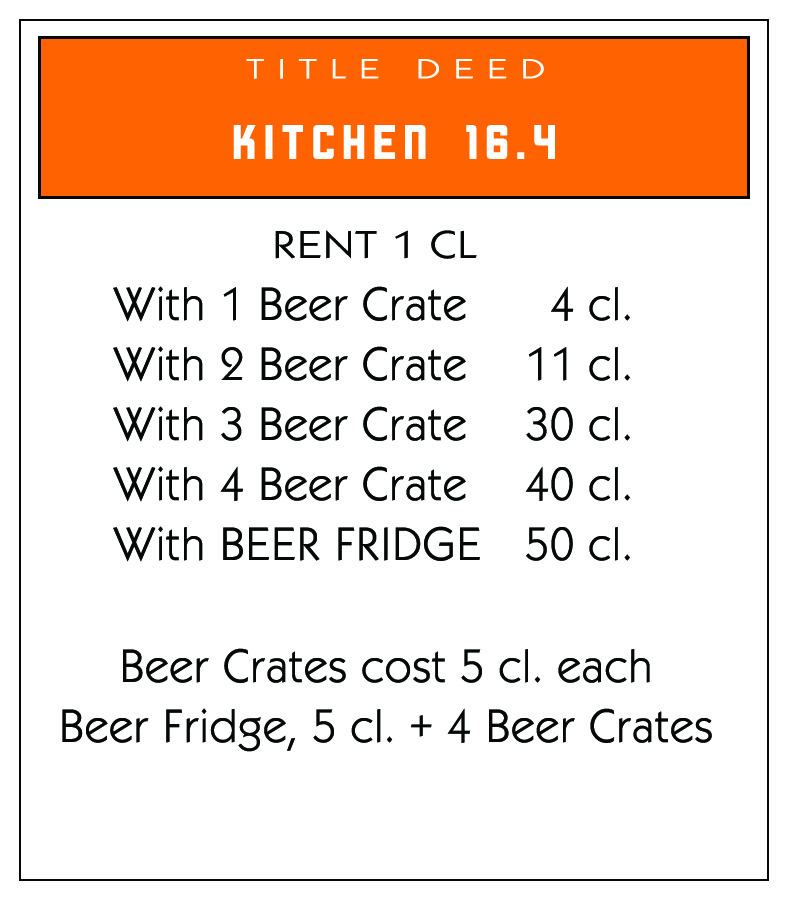 TITLE DEED
KITCHEN 16.4
RENT 1 CL
With 1 Beer Crate 4 cl.
With 2 Beer Crate 11 cl.
With 3 Beer Crate 30 cl.
With 4 Beer Crate 40 cl.
With BEER FRIDGE 50 cl.
Beer Crates cost 5 cl. each
Beer Fridge, 5 cl. + 4 Beer Crates